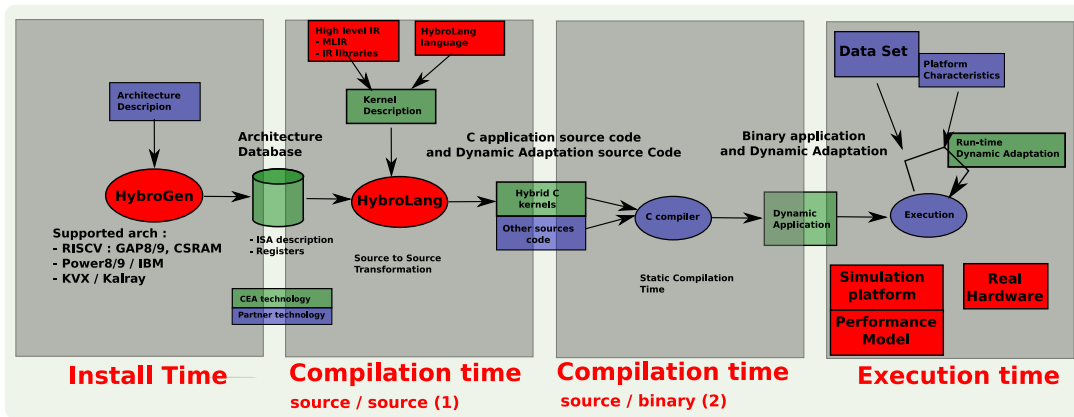 Architecture
Descripion
HybroGen
Supported arch :
- RISCV : GAP8/9, CSRAM
- Power8/9 / IBM
- KVX / Kalray
Install Time
Architecture
Database
- ISA description
- Registers
CEA technology
Partner technology
High level IR
- MLIR
- IR libraries
HybroLang
language
Kernel
Description
HybroLang
Source to Source
Transformation
Compilation time
source / source (1)
C application source code
and Dynamic Adaptation source Code
Hybrid C
kernels
Other sources
code
C compiler
Static Compilation
Time
Compilation time
source / binary (2)
Binary application
and Dynamic Adaptation
Dynamic
Application
Data Set
Platform
Characteristics
Run-time
Dynamic Adaptation
Execution
Simulation
platform
Performance
Model
Real
Hardware
Execution time